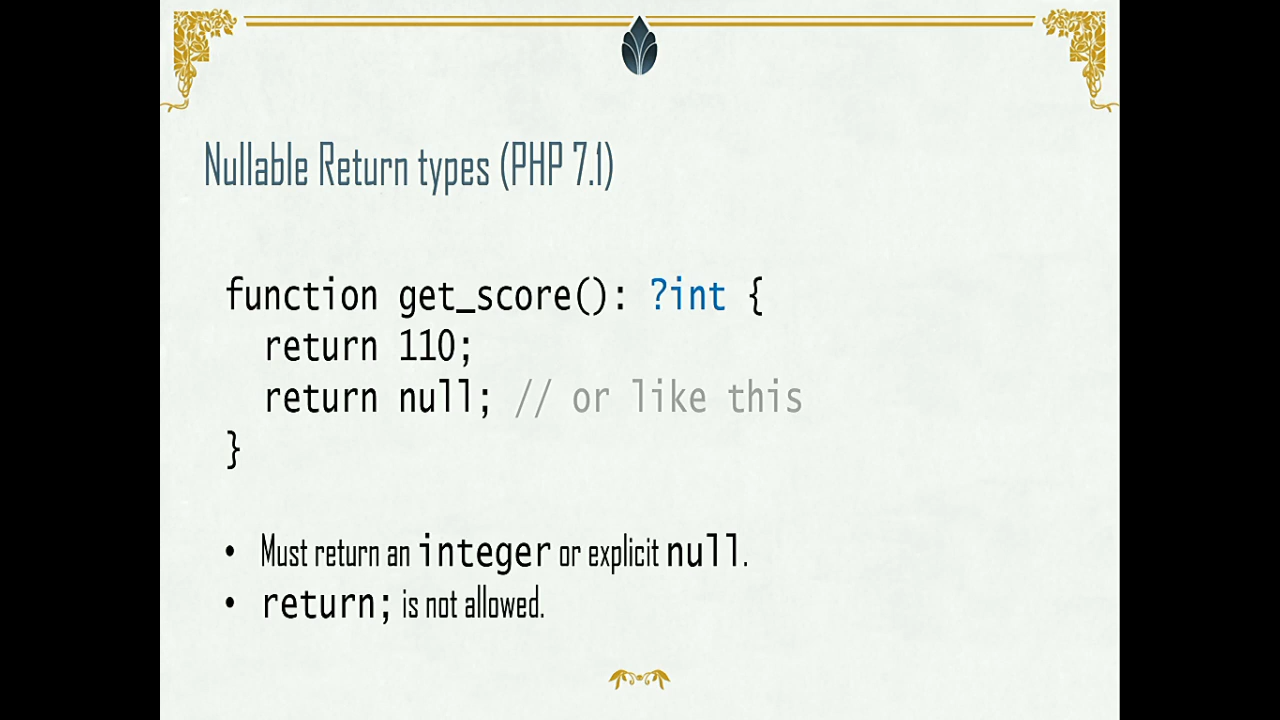 Nullable Return types (PHP 7.1)
function get_score(): ?int {
  return 110;
  return null; // or like this
}
• Must return an integer or explicit null.
• return; is not allowed.